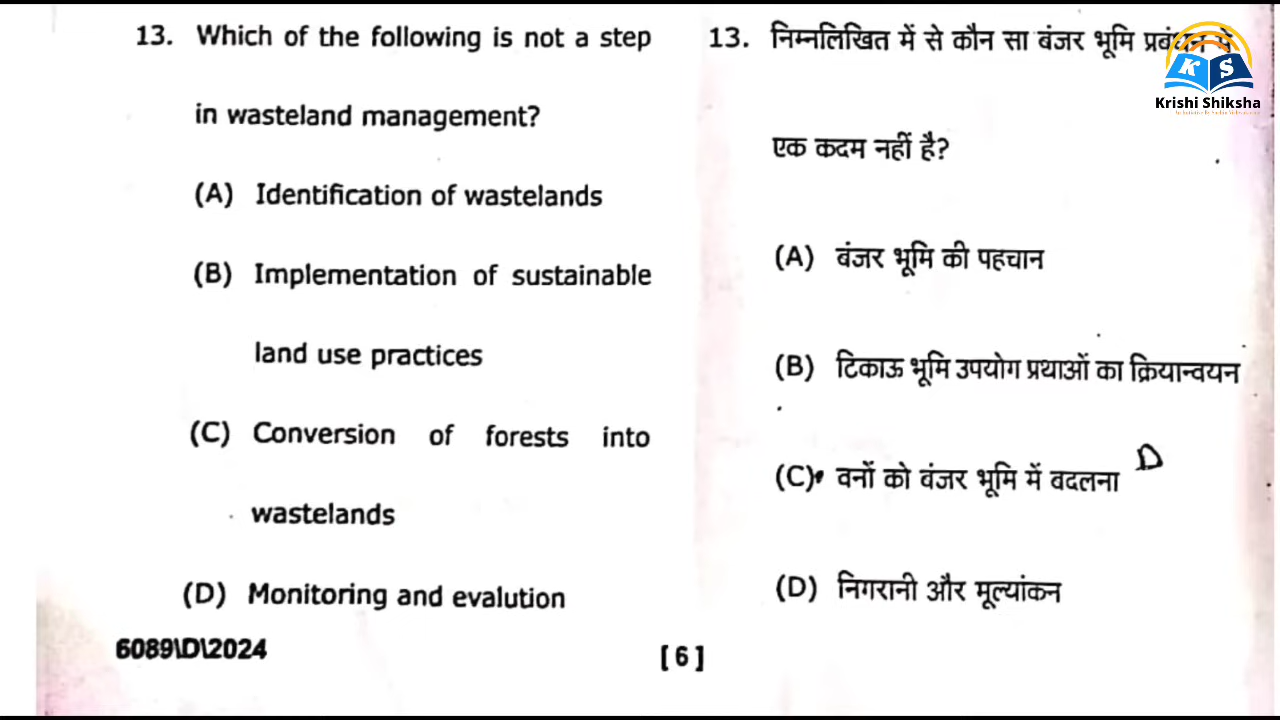 13. Which of the following is not a step
in wasteland management?
(A) Identification of wastelands
(B) Implementation of sustainable
land use practices
(C) Conversion of forests into
wastelands
(D) Monitoring and evalution
6089\D\2024
[ 6 ]
13. निम्नलिखित में से कौन सा बंजर भूमि
एक कदम नहीं है?
(A) बंजर भूमि की पहचान
(B) टिकाऊ भूमि उपयोग प्रथाओं का क्रियान्वयन
(C) वनों को बंजर भूमि में बदलना D
(D) निगरानी और मूल्यांकन
K S
Krishi Shiksha